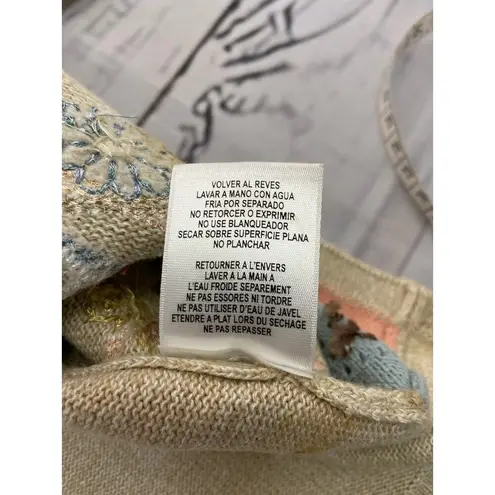 VOLVER AL REVES
LAVAR A MANO CON AGUA
FRIA POR SEPARADO
NO RETORCER O EXPRIMIR
NO USE BLANQUEADOR
SECAR SOBRE SUPERFICIE PLANA
NO PLANCHAR
RETOURNER A L'ENVERS
LAVER A LA MAIN A
L'EAU FROIDE SEPAREMENT
NE PAS ESSORES NI TORDRE
NE PAS UTILISER D'EAU DE JAVEL
ETENDRE A PLAT LORS DU SECHAGE
NE PAS REPASSER